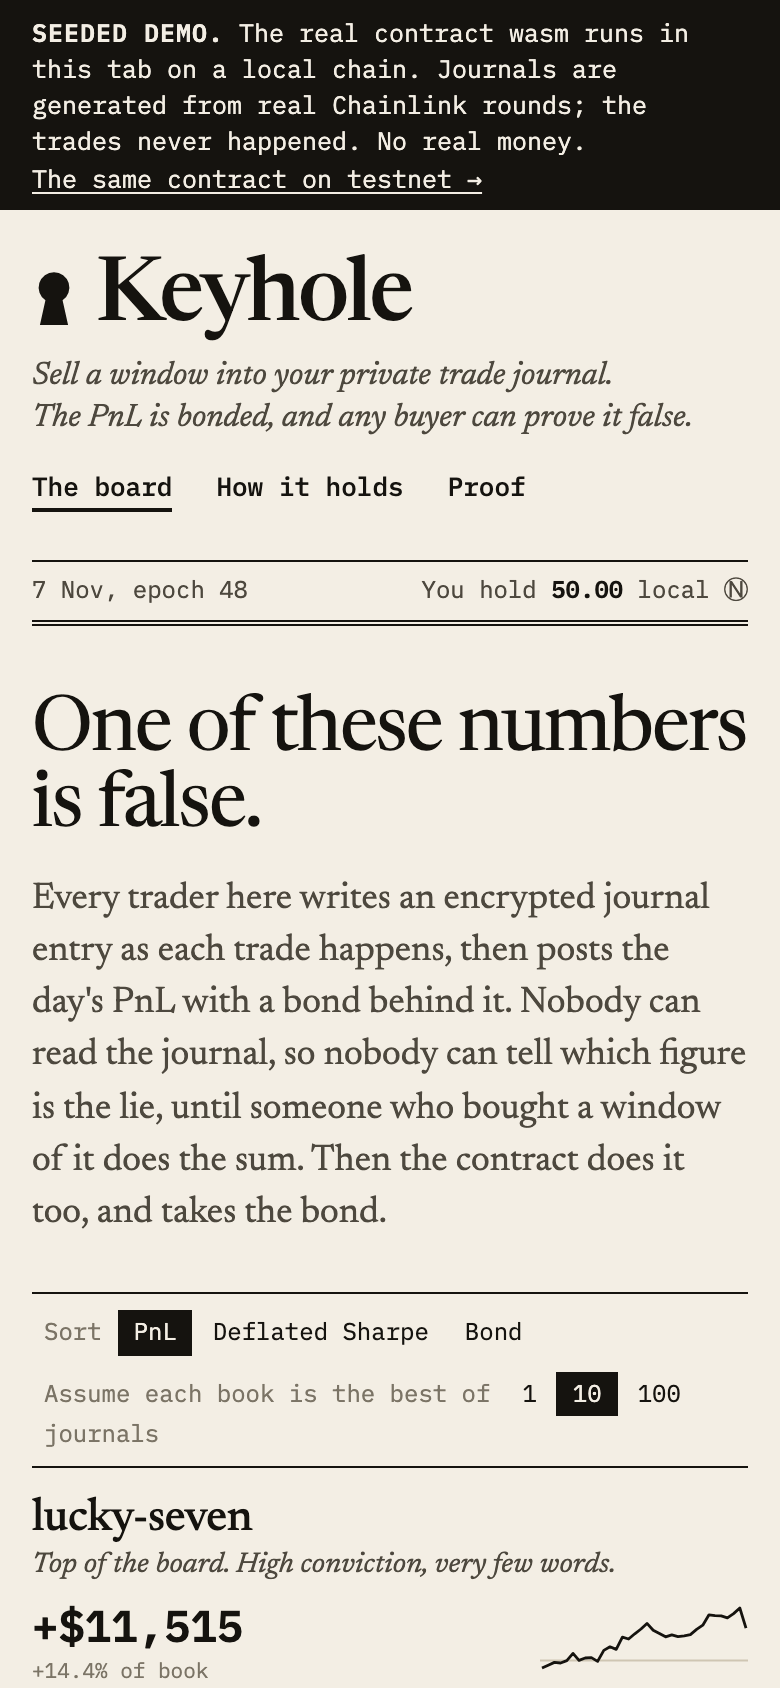 SEEDED DEMO. The real contract wasm runs in
this tab on a local chain. Journals are
generated from real Chainlink rounds; the
trades never happened. No real money.
The same contract on testnet →
Keyhole
Sell a window into your private trade journal.
The PnL is bonded, and any buyer can prove it false.
The board How it holds Proof
7 Nov, epoch 48 You hold 50.00 local Ⓝ
One of these numbers
is false.
Every trader here writes an encrypted journal
entry as each trade happens, then posts the
day's PnL with a bond behind it. Nobody can
read the journal, so nobody can tell which figure
is the lie, until someone who bought a window
of it does the sum. Then the contract does it
too, and takes the bond.
Sort PnL Deflated Sharpe Bond
Assume each book is the best of 1 10 100
journals
lucky-seven
Top of the board. High conviction, very few words.
+$11,515
+14.4% of book